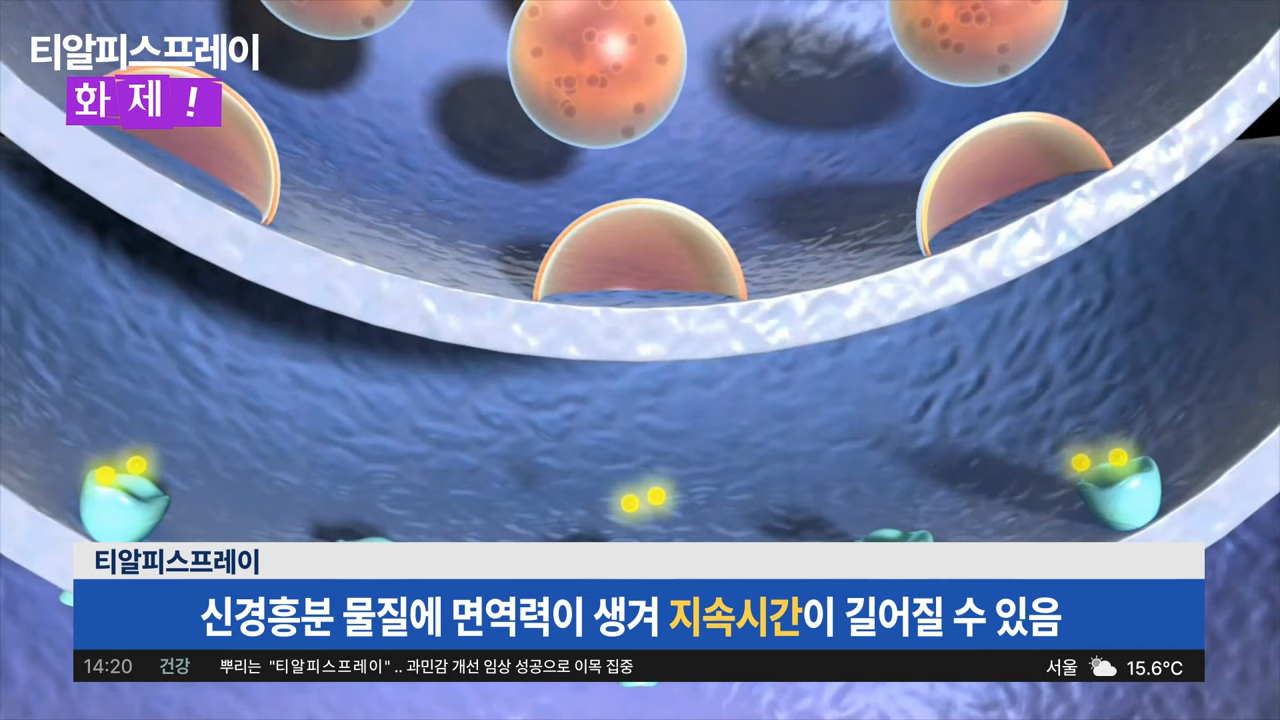 티알피스프레이
화제!
티알피스프레이
신경흥분 물질에 면역력이 생겨 지속시간이 길어질 수 있음
14:20 건강 뿌리는 "티알피스프레이" .. 과민감 개선 임상 성공으로 이목 집중 서울 15.6°C